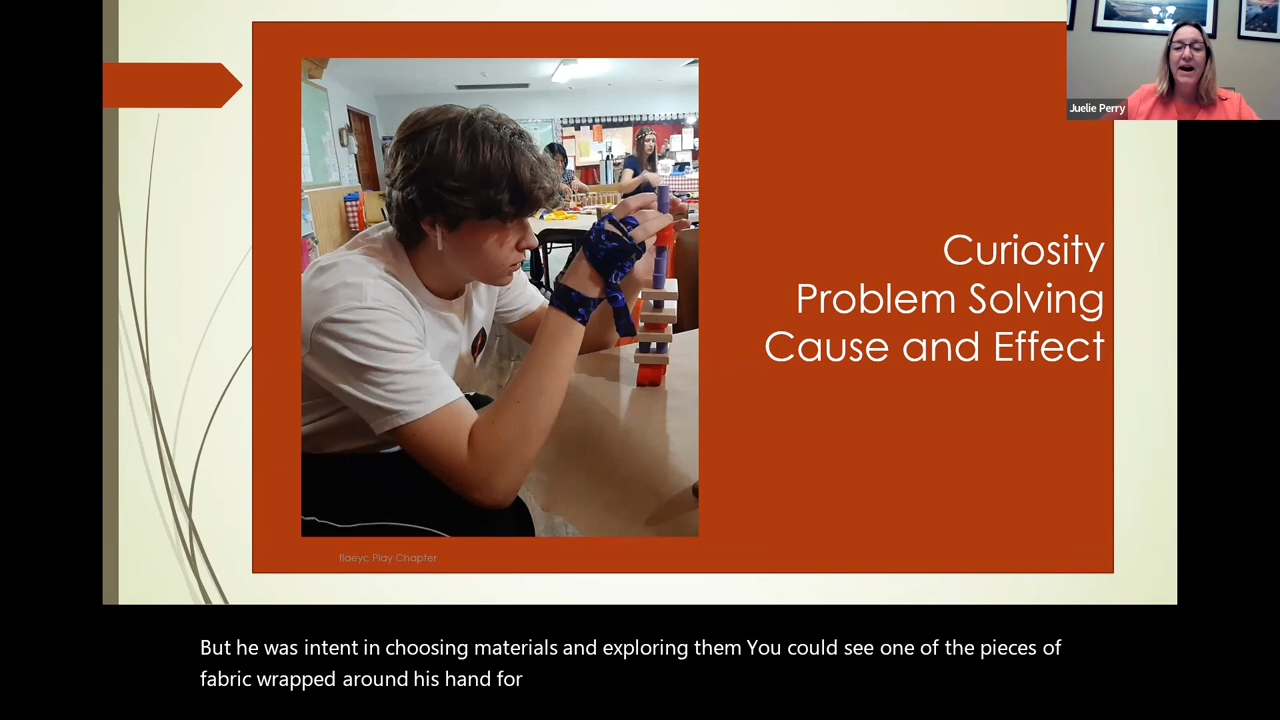 Juelie Perry
Curiosity
Problem Solving
Cause and Effect
flaeyc Play Chapter
But he was intent in choosing materials and exploring them You could see one of the pieces of
fabric wrapped around his hand for